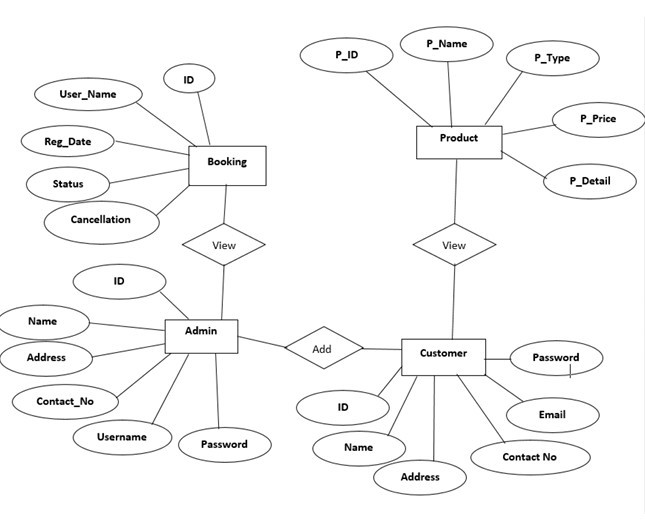 P_ID
P_Name
P_Type
P_Price
P_Detail
Product
ID
User_Name
Reg_Date
Status
Cancellation
Booking
View
View
ID
Name
Address
Contact_No
Username
Password
Admin
Add
Customer
Password
Email
Contact No
Address
Name
ID